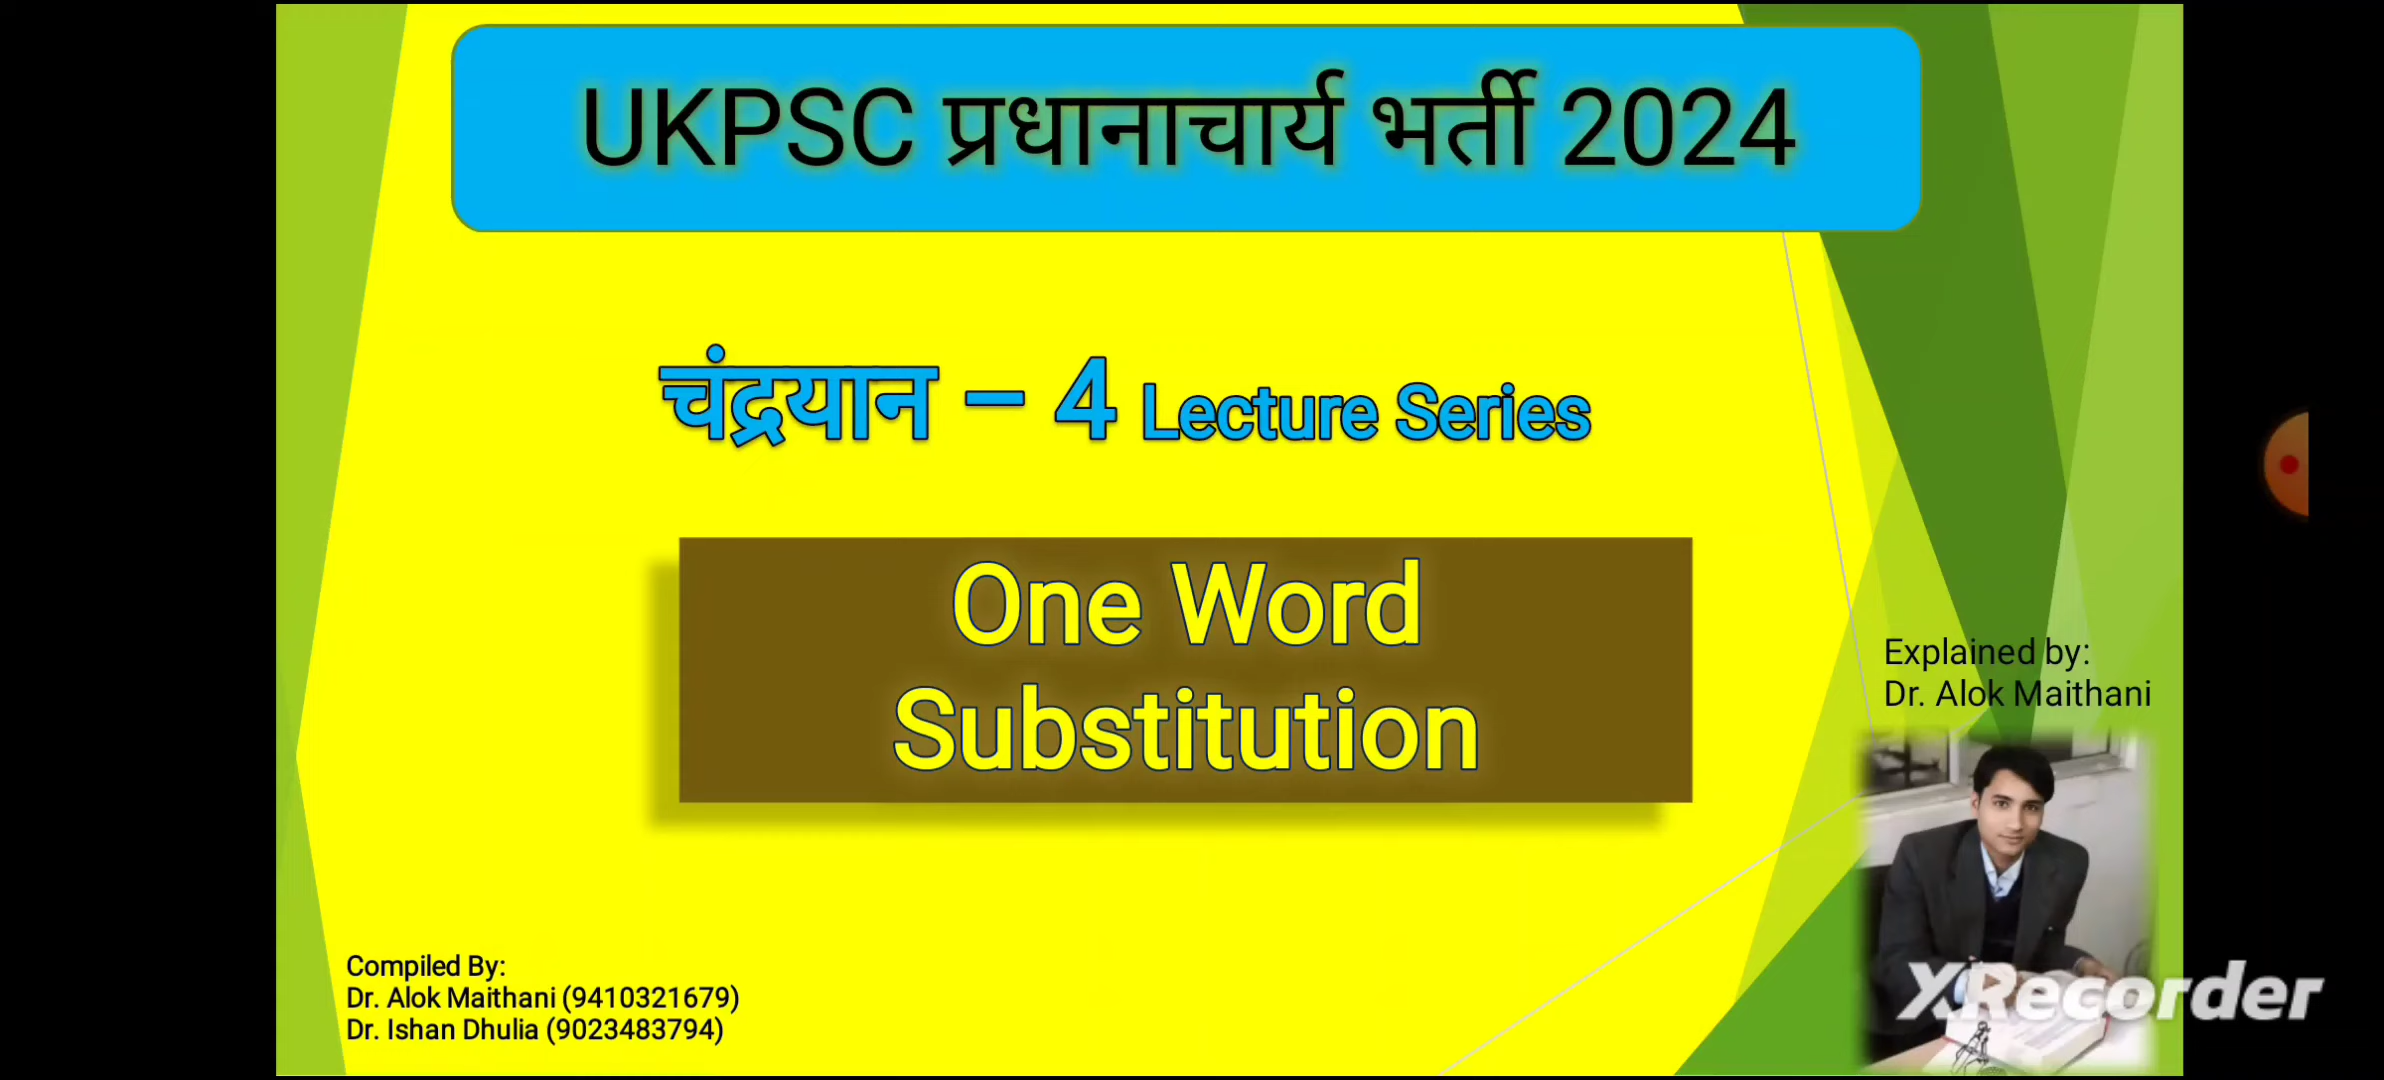 UKPSC प्रधानाचार्य भर्ती 2024
चंद्रयान – 4 Lecture Series
One Word
Substitution
Explained by:
Dr. Alok Maithani
Compiled By:
Dr. Alok Maithani (9410321679)
Dr. Ishan Dhulia (9023483794)
XRecorder